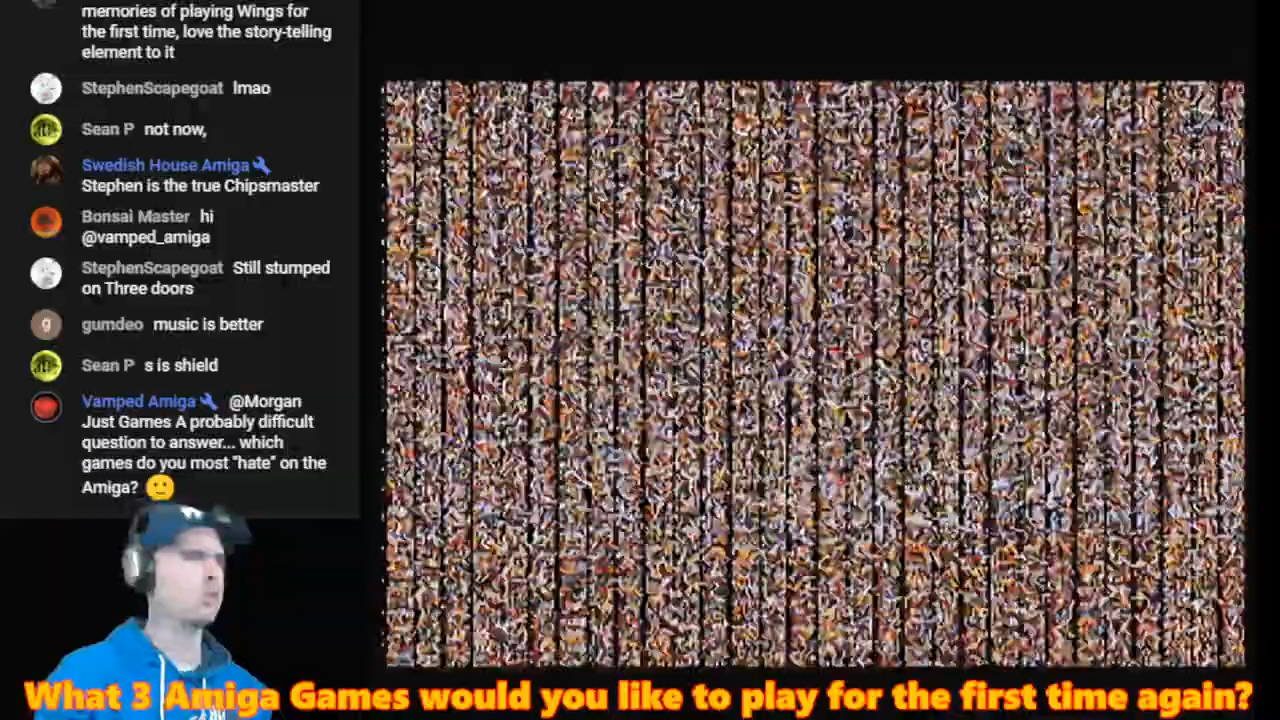 memories of playing Wings for
the first time, love the story-telling
element to it
StephenScapegoat lmao
Sean P not now,
Swedish House Amiga
Stephen is the true Chipsmaster
Bonsai Master hi
@vamped_amiga
StephenScapegoat Still stumped
on Three doors
g gumdeo music is better
Sean P s is shield
Vamped Amiga @Morgan
Just Games A probably difficult
question to answer... which
games do you most "hate" on the
Amiga? 🙂
What 3 Amiga Games would you like to play for the first time again?